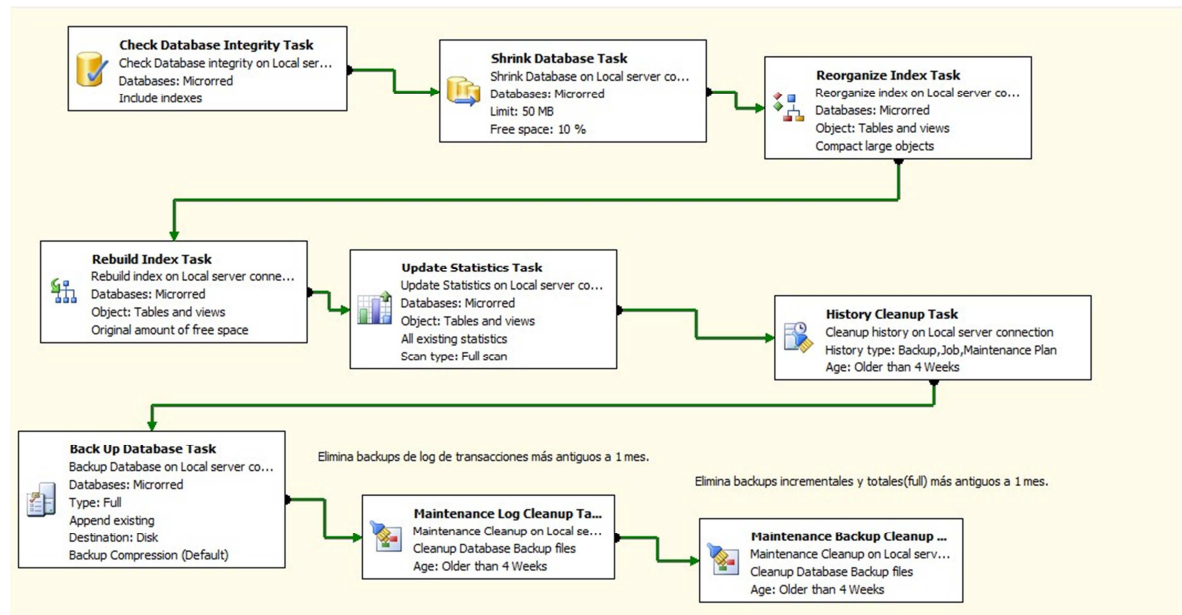 Check Database Integrity Task
Check Database integrity on Local ser...
Databases: Microrred
Include indexes
Shrink Database Task
Shrink Database on Local server co...
Databases: Microrred
Limit: 50 MB
Free space: 10 %
Reorganize Index Task
Reorganize index on Local server co...
Databases: Microrred
Object: Tables and views
Compact large objects
Rebuild Index Task
Rebuild index on Local server conne...
Databases: Microrred
Object: Tables and views
Original amount of free space
Update Statistics Task
Update Statistics on Local server co...
Databases: Microrred
Object: Tables and views
All existing statistics
Scan type: Full scan
History Cleanup Task
Cleanup history on Local server connection
History type: Backup,Job,Maintenance Plan
Age: Older than 4 Weeks
Back Up Database Task
Backup Database on Local server co...
Databases: Microrred
Type: Full
Append existing
Destination: Disk
Backup Compression (Default)
Elimina backups de log de transacciones más antiguos a 1 mes.
Maintenance Log Cleanup Ta...
Maintenance Cleanup on Local se...
Cleanup Database Backup files
Age: Older than 4 Weeks
Elimina backups incrementales y totales(full) más antiguos a 1 mes.
Maintenance Backup Cleanup ...
Maintenance Cleanup on Local serv...
Cleanup Database Backup files
Age: Older than 4 Weeks